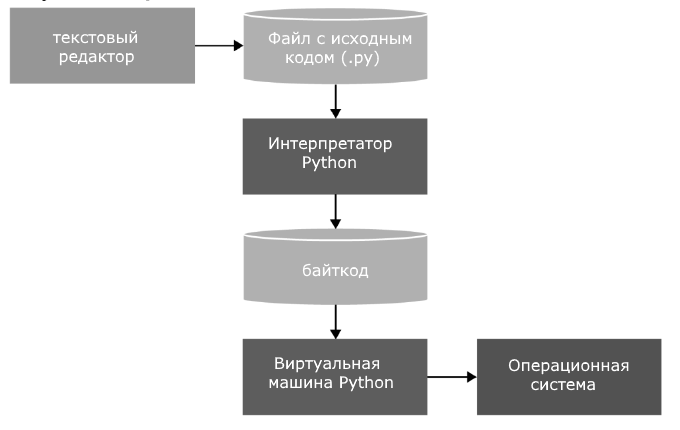 текстовый
редактор
Файл с исходным
кодом (.py)
Интерпретатор
Python
байткод
Виртуальная
машина Python
Операционная
система